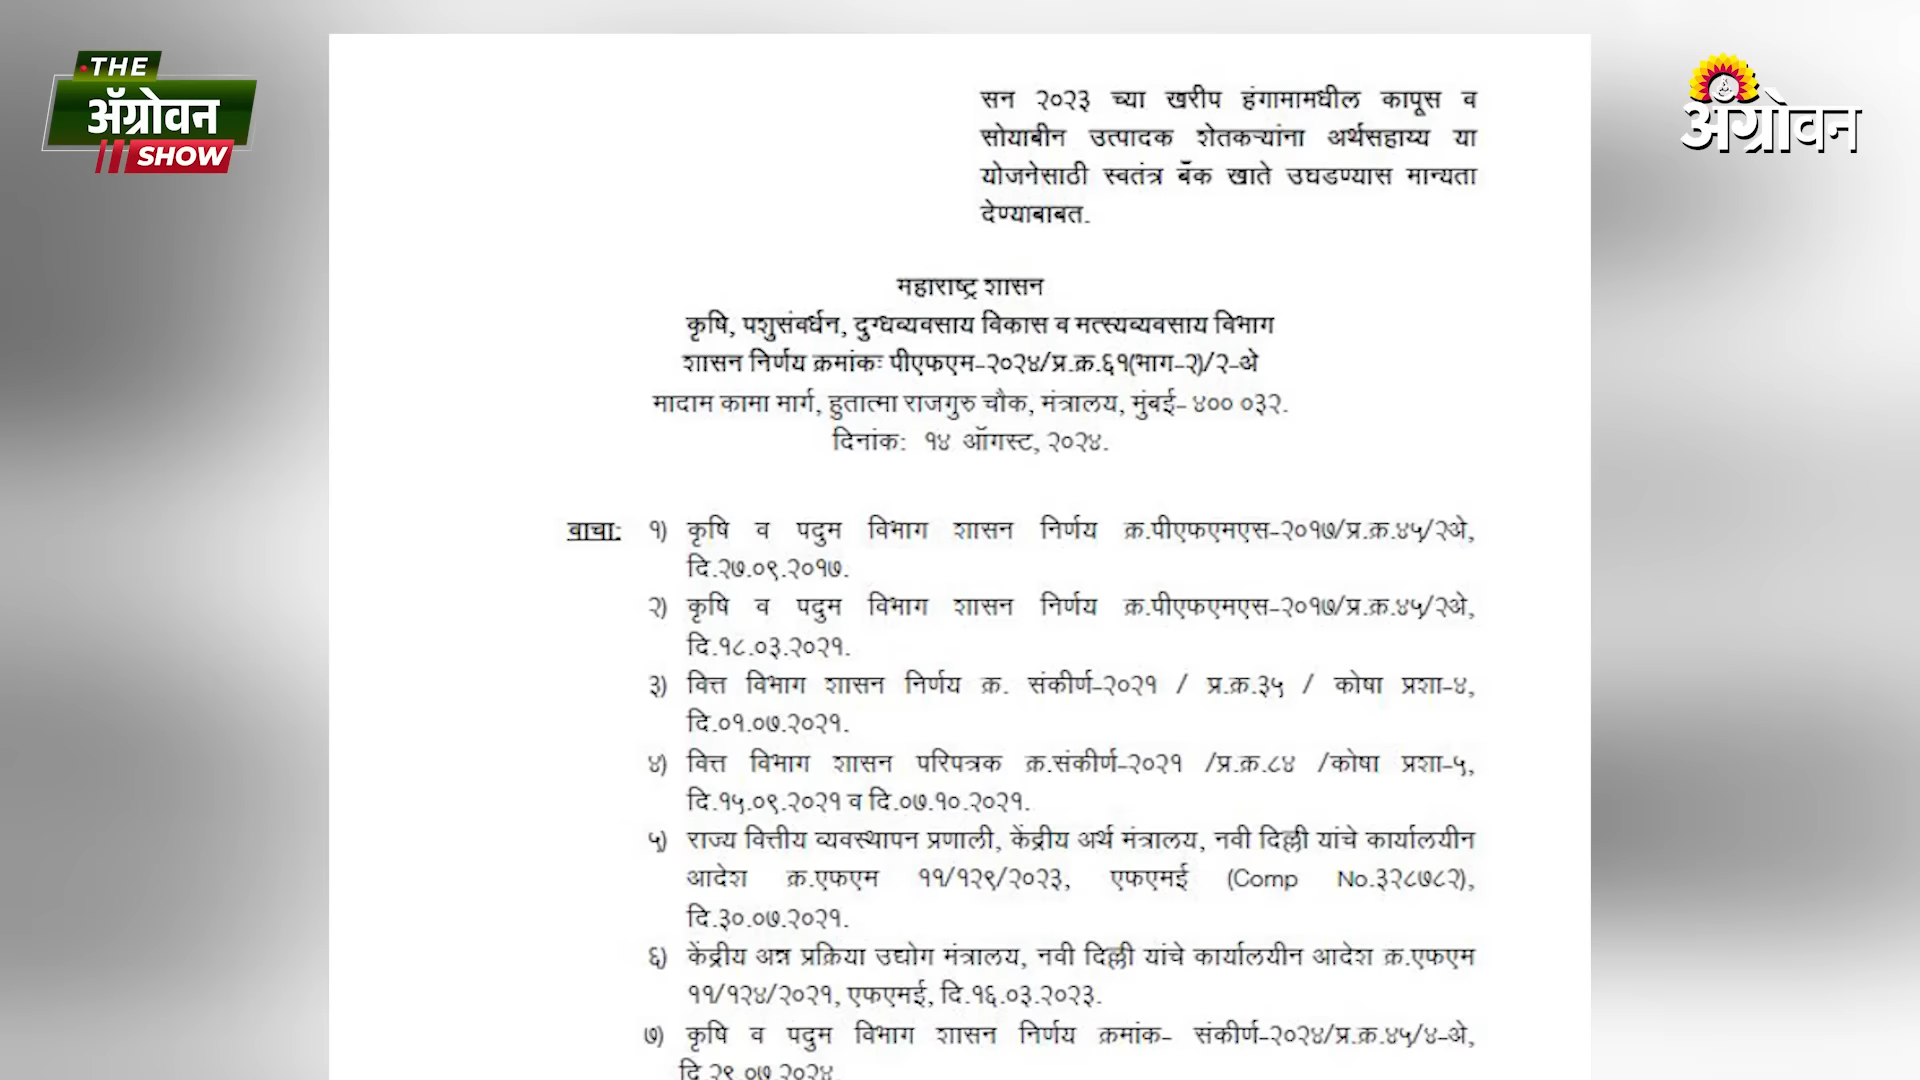 THE
ॲग्रोवन
SHOW
ॲग्रोवन
सन २०२३ च्या खरीप हंगामामधील कापूस व
सोयाबीन उत्पादक शेतकऱ्यांना अर्थसहाय्य या
योजनेसाठी स्वतंत्र बँक खाते उघडण्यास मान्यता
देण्याबाबत.
महाराष्ट्र शासन
कृषि, पशुसंवर्धन, दुग्धव्यवसाय विकास व मत्स्यव्यवसाय विभाग
शासन निर्णय क्रमांकः पीएफएम-२०२४/प्र.क्र.६१(भाग-२)/२-अे
मादाम कामा मार्ग, हुतात्मा राजगुरु चौक, मंत्रालय, मुंबई- ४०० ०३२.
दिनांक: १४ ऑगस्ट, २०२४.
वाचा: १) कृषि व पदुम विभाग शासन निर्णय क्र.पीएफएमएस-२०१७/प्र.क्र.४५/२अे,
दि.२७.०९.२०१७.
२) कृषि व पदुम विभाग शासन निर्णय क्र.पीएफएमएस-२०१७/प्र.क्र.४५/२अे,
दि.१८.०३.२०२१.
३) वित्त विभाग शासन निर्णय क्र. संकीर्ण-२०२१ / प्र.क्र.३५ / कोषा प्रशा-४,
दि.०१.०७.२०२१.
४) वित्त विभाग शासन परिपत्रक क्र.संकीर्ण-२०२१ /प्र.क्र.८४ /कोषा प्रशा-५,
दि.१५.०९.२०२१ व दि.०७.१०.२०२१.
५) राज्य वित्तीय व्यवस्थापन प्रणाली, केंद्रीय अर्थ मंत्रालय, नवी दिल्ली यांचे कार्यालयीन
आदेश क्र.एफएम ११/१२९/२०२३, एफएमई (Comp No.३२८७८२),
दि.३०.०७.२०२१.
६) केंद्रीय अन्न प्रक्रिया उद्योग मंत्रालय, नवी दिल्ली यांचे कार्यालयीन आदेश क्र.एफएम
११/१२४/२०२१, एफएमई, दि.१६.०३.२०२३.
७) कृषि व पदुम विभाग शासन निर्णय क्रमांक- संकीर्ण-२०२४/प्र.क्र.४५/४-अे,
दि.२९.०७.२०२४.